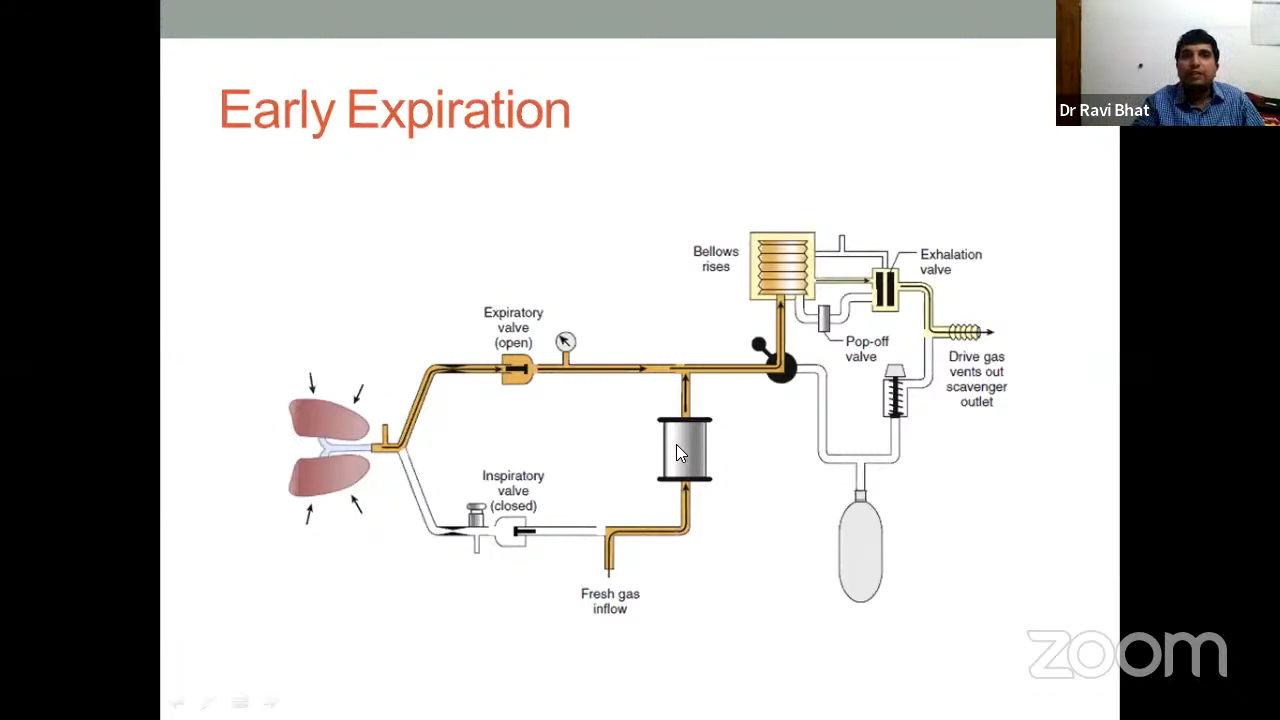 Early Expiration
Dr Ravi Bhat
Bellows
rises
Exhalation
valve
Expiratory
valve
(open)
Pop-off
valve
Drive gas
vents out
scavenger
outlet
Inspiratory
valve
(closed)
Fresh gas
inflow
zoom